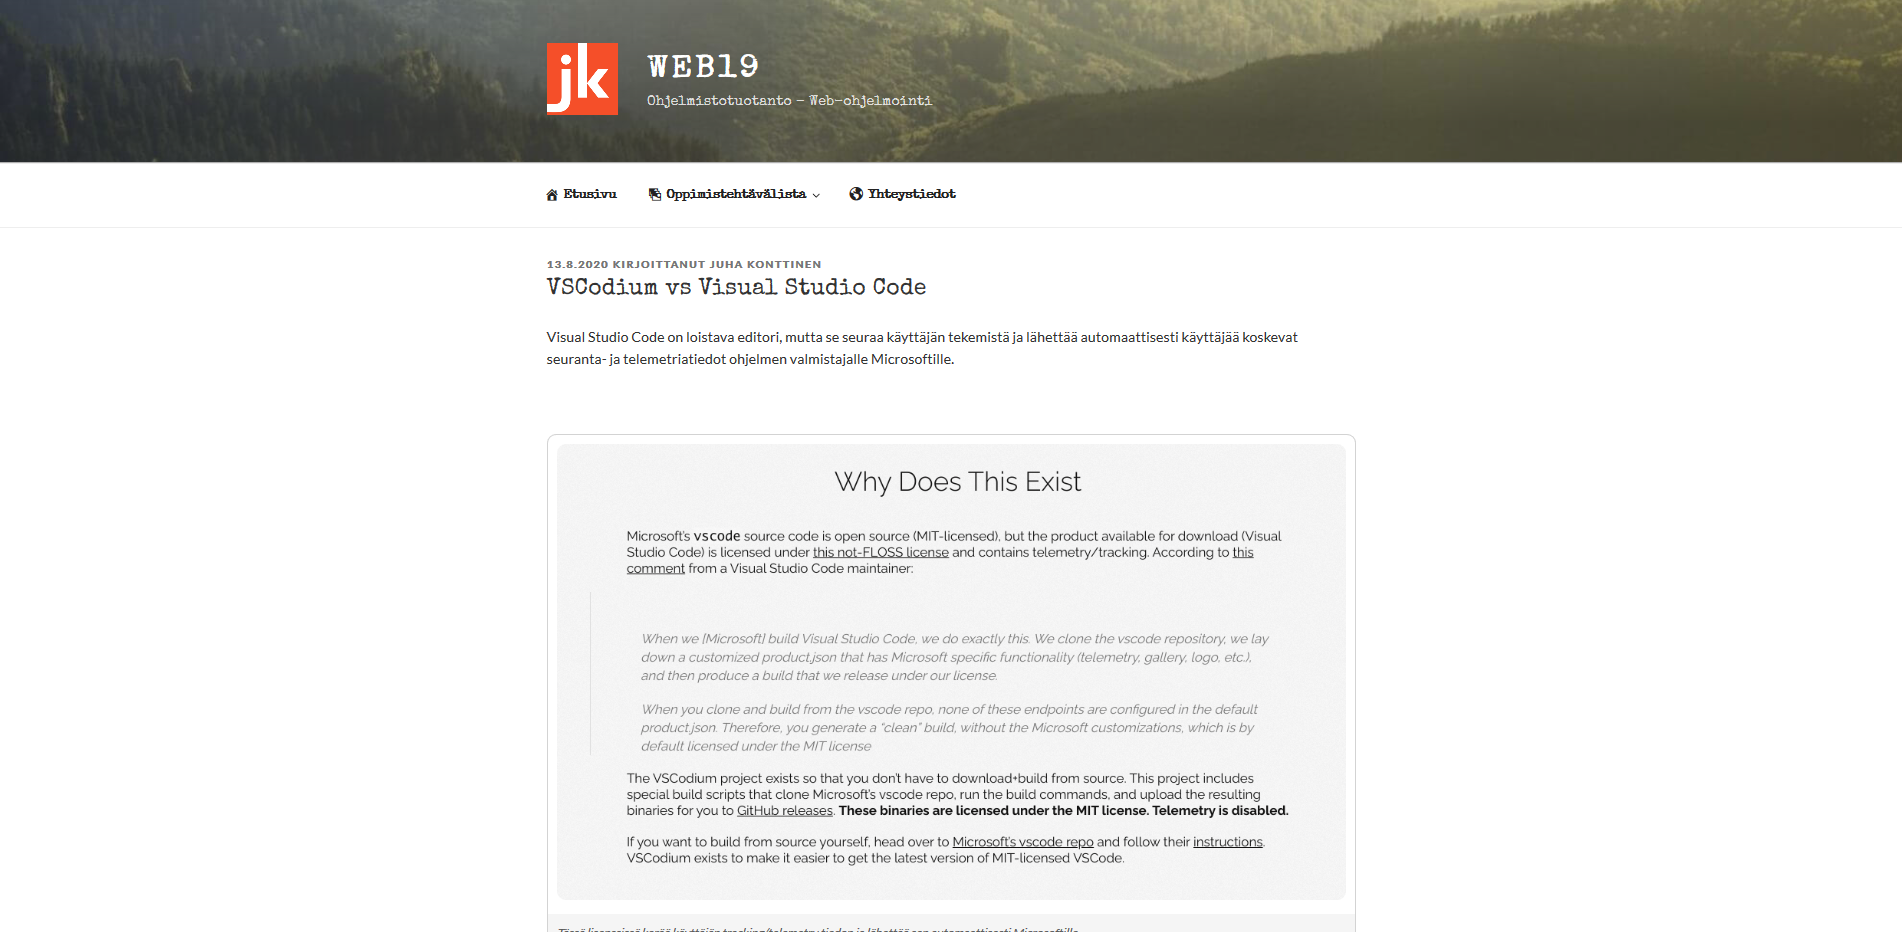 jk
WEB19
Ohjelmistotuotanto – Web-ohjelmointi
Etusivu
Oppimistehtävälista
Yhteystiedot
13.8.2020 KIRJOITTANUT JUHA KONTTINEN
VSCodium vs Visual Studio Code
Visual Studio Code on loistava editori, mutta se seuraa käyttäjän tekemistä ja lähettää automaattisesti käyttäjää koskevat
seuranta- ja telemetriatiedot ohjelmen valmistajalle Microsoftille.
Why Does This Exist
Microsoft's vscode source code is open source (MIT-licensed), but the product available for download (Visual
Studio Code) is licensed under this not-FLOSS license and contains telemetry/tracking. According to this
comment from a Visual Studio Code maintainer:
When we [Microsoft] build Visual Studio Code, we do exactly this. We clone the vscode repository, we lay
down a customized product.json that has Microsoft specific functionality (telemetry, gallery, logo, etc.),
and then produce a build that we release under our license.
When you clone and build from the vscode repo, none of these endpoints are configured in the default
product.json. Therefore, you generate a "clean" build, without the Microsoft customizations, which is by
default licensed under the MIT license
The VSCodium project exists so that you don't have to download+build from source. This project includes
special build scripts that clone Microsoft's vscode repo, run the build commands, and upload the resulting
binaries for you to GitHub releases. These binaries are licensed under the MIT license. Telemetry is disabled.
If you want to build from source yourself, head over to Microsoft's vscode repo and follow their instructions.
VSCodium exists to make it easier to get the latest version of MIT-licensed VSCode.